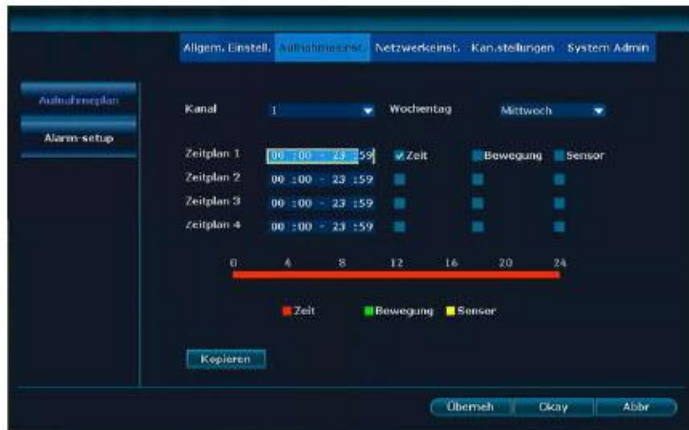 Allgem. Einstell. Aufnahmeeinst. Netzwerkeinst. Kan.stellungen System Admin
Aufnahmeplan
Alarm-setup
Kanal 1 Wochentag Mittwoch
Zeitplan 1 00 :00 - 23 :59 Zeit Bewegung Sensor
Zeitplan 2 00 :00 - 23 :59
Zeitplan 3 00 :00 - 23 :59
Zeitplan 4 00 :00 - 23 :59
0 4 8 12 16 20 24
Zeit Bewegung Sensor
Kopieren
Überneh Okay Abbr